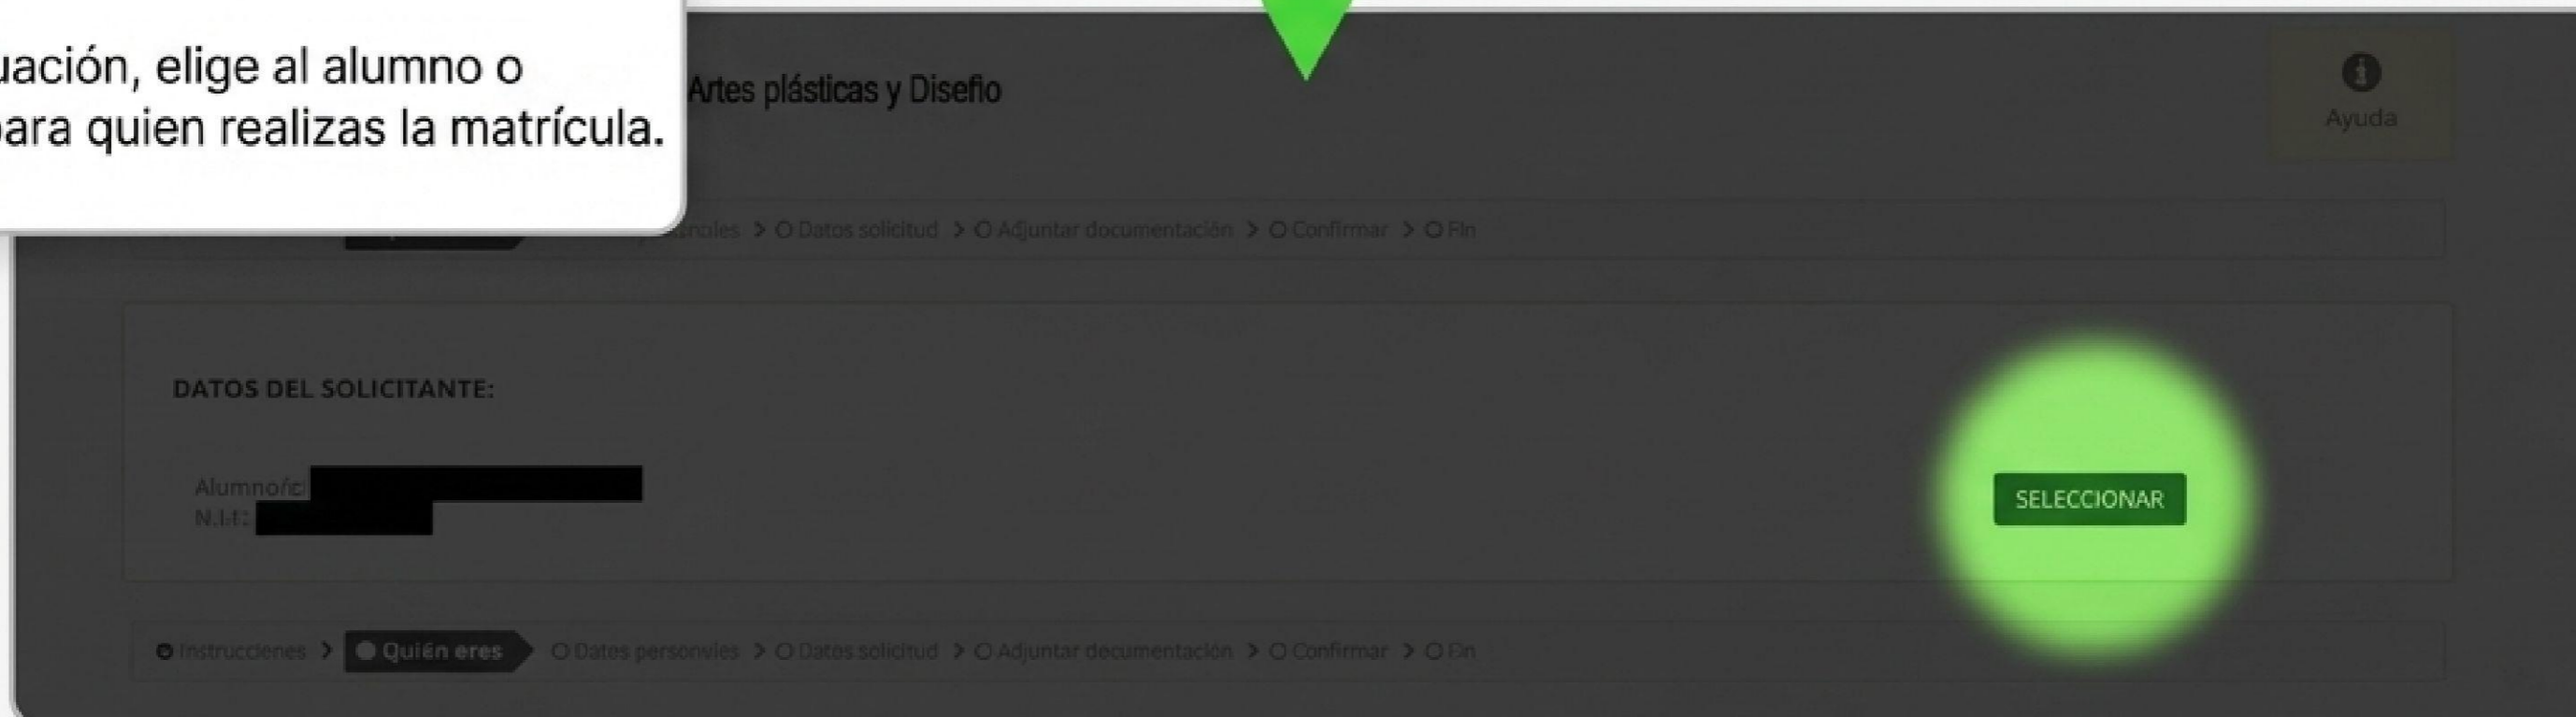 uación, elige al alumno o
para quien realizas la matrícula.
Artes plásticas y Diseño
Ayuda
> Datos solicitud > Adjuntar documentación > Confirmar > Fin
DATOS DEL SOLICITANTE:
SELECCIONAR
Instrucciones > Quién eres Datos personvies > Datos solicitud > Adjuntar documentación > Confirmar > Fin